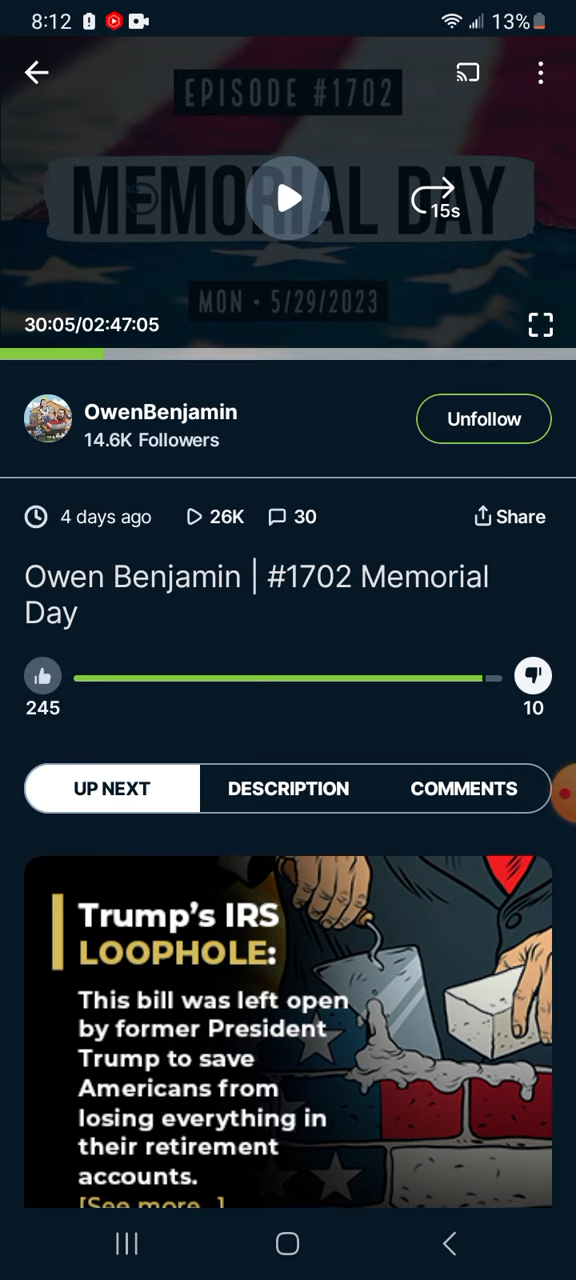 8:12
13%
EPISODE #1702
MEMORIAL DAY
15s
MON • 5/29/2023
30:05/02:47:05
OwenBenjamin
14.6K Followers
Unfollow
4 days ago
26K
30
Share
Owen Benjamin | #1702 Memorial
Day
245
10
UP NEXT
DESCRIPTION
COMMENTS
Trump's IRS
LOOPHOLE:
This bill was left open
by former President
Trump to save
Americans from
losing everything in
their retirement
accounts.
[See more...]